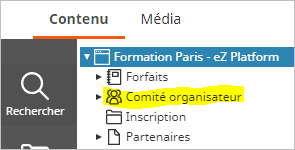 Contenu
Média
Formation Paris - eZ Platform
Forfaits
Rechercher
Comité organisateur
Inscription
Partenaires